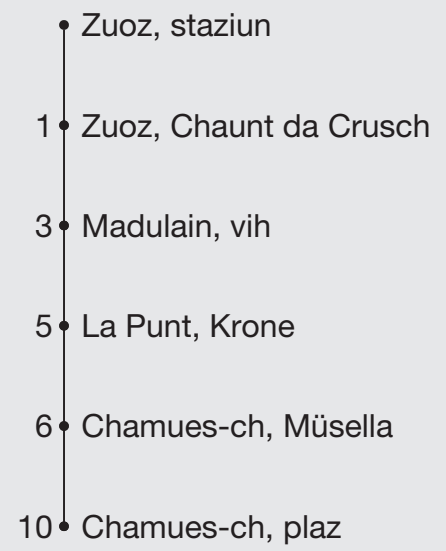 Zuoz, staziun
1 Zuoz, Chaunt da Crusch
3 Madulain, vih
5 La Punt, Krone
6 Chamues-ch, Müsella
10 Chamues-ch, plaz